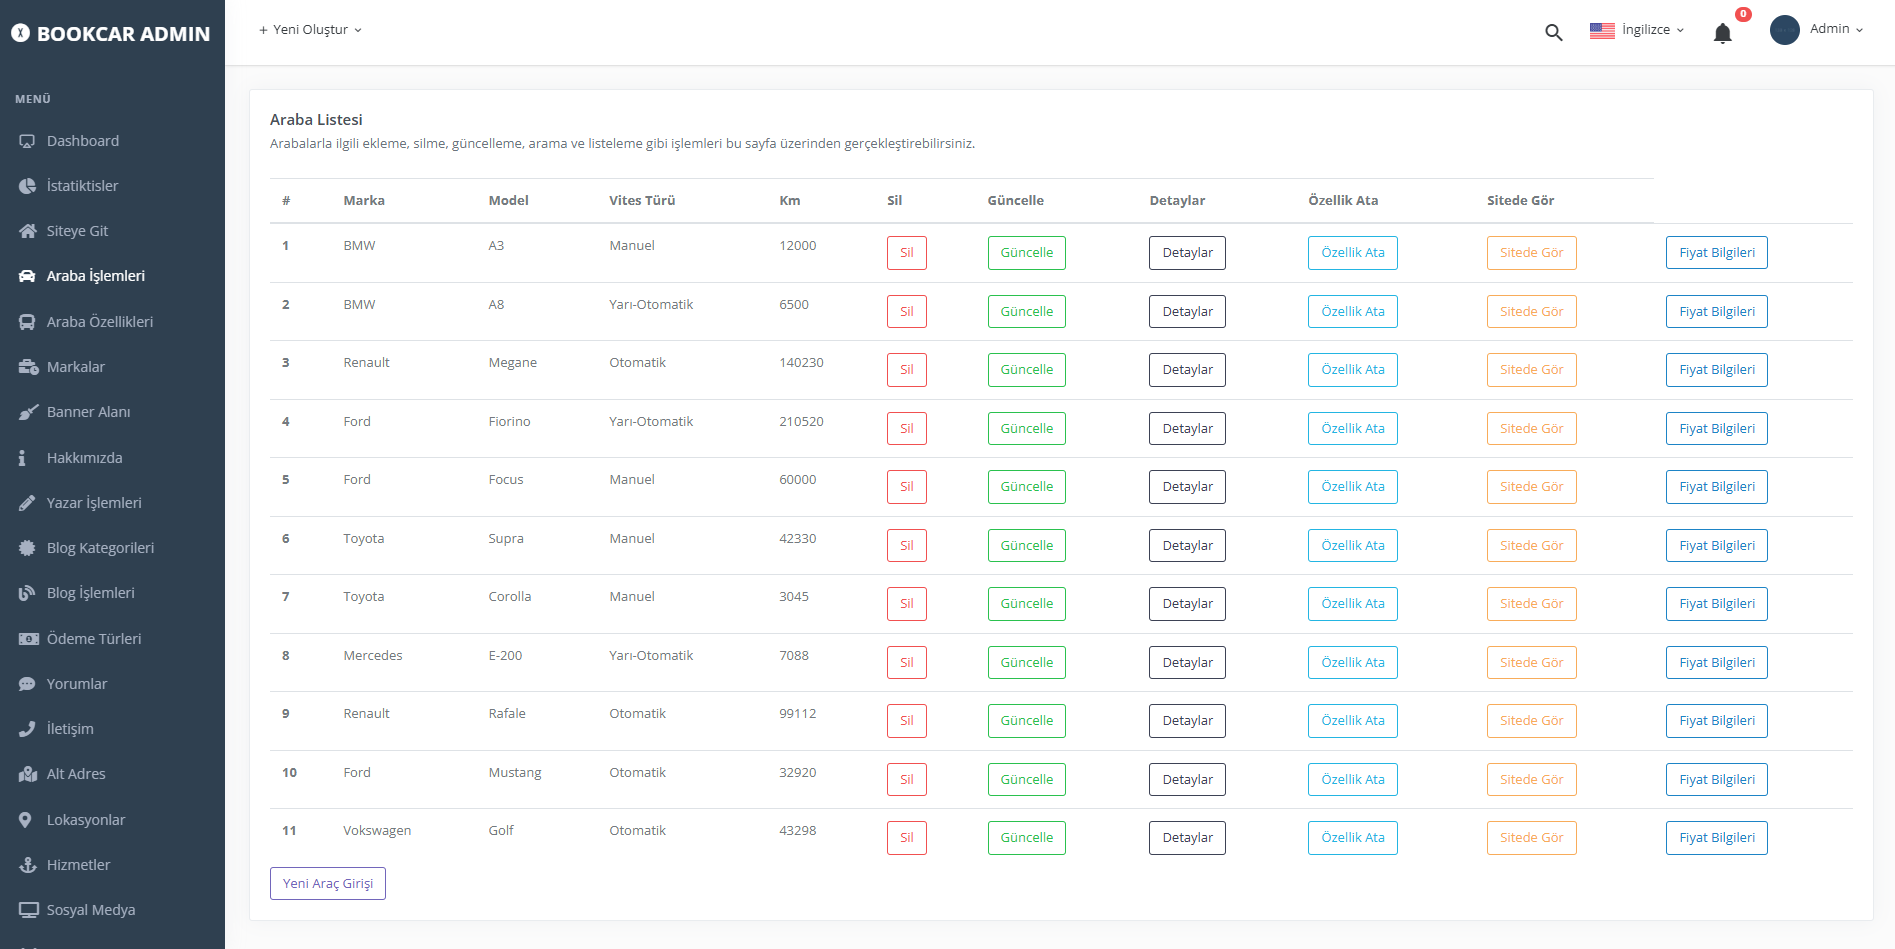 BOOKCAR ADMIN
+ Yeni Oluştur
İngilizce
0
Admin
MENÜ
Dashboard
İstatiktisler
Siteye Git
Araba İşlemleri
Araba Özellikleri
Markalar
Banner Alanı
Hakkımızda
Yazar İşlemleri
Blog Kategorileri
Blog İşlemleri
Ödeme Türleri
Yorumlar
İletişim
Alt Adres
Lokasyonlar
Hizmetler
Sosyal Medya
Araba Listesi
Arabalarla ilgili ekleme, silme, güncelleme, arama ve listeleme gibi işlemleri bu sayfa üzerinden gerçekleştirebilirsiniz.
# Marka Model Vites Türü Km Sil Güncelle Detaylar Özellik Ata Sitede Gör
1 BMW A3 Manuel 12000 Sil Güncelle Detaylar Özellik Ata Sitede Gör Fiyat Bilgileri
2 BMW A8 Yarı-Otomatik 6500 Sil Güncelle Detaylar Özellik Ata Sitede Gör Fiyat Bilgileri
3 Renault Megane Otomatik 140230 Sil Güncelle Detaylar Özellik Ata Sitede Gör Fiyat Bilgileri
4 Ford Fiorino Yarı-Otomatik 210520 Sil Güncelle Detaylar Özellik Ata Sitede Gör Fiyat Bilgileri
5 Ford Focus Manuel 60000 Sil Güncelle Detaylar Özellik Ata Sitede Gör Fiyat Bilgileri
6 Toyota Supra Manuel 42330 Sil Güncelle Detaylar Özellik Ata Sitede Gör Fiyat Bilgileri
7 Toyota Corolla Manuel 3045 Sil Güncelle Detaylar Özellik Ata Sitede Gör Fiyat Bilgileri
8 Mercedes E-200 Yarı-Otomatik 7088 Sil Güncelle Detaylar Özellik Ata Sitede Gör Fiyat Bilgileri
9 Renault Rafale Otomatik 99112 Sil Güncelle Detaylar Özellik Ata Sitede Gör Fiyat Bilgileri
10 Ford Mustang Otomatik 32920 Sil Güncelle Detaylar Özellik Ata Sitede Gör Fiyat Bilgileri
11 Vokswagen Golf Otomatik 43298 Sil Güncelle Detaylar Özellik Ata Sitede Gör Fiyat Bilgileri
Yeni Araç Girişi